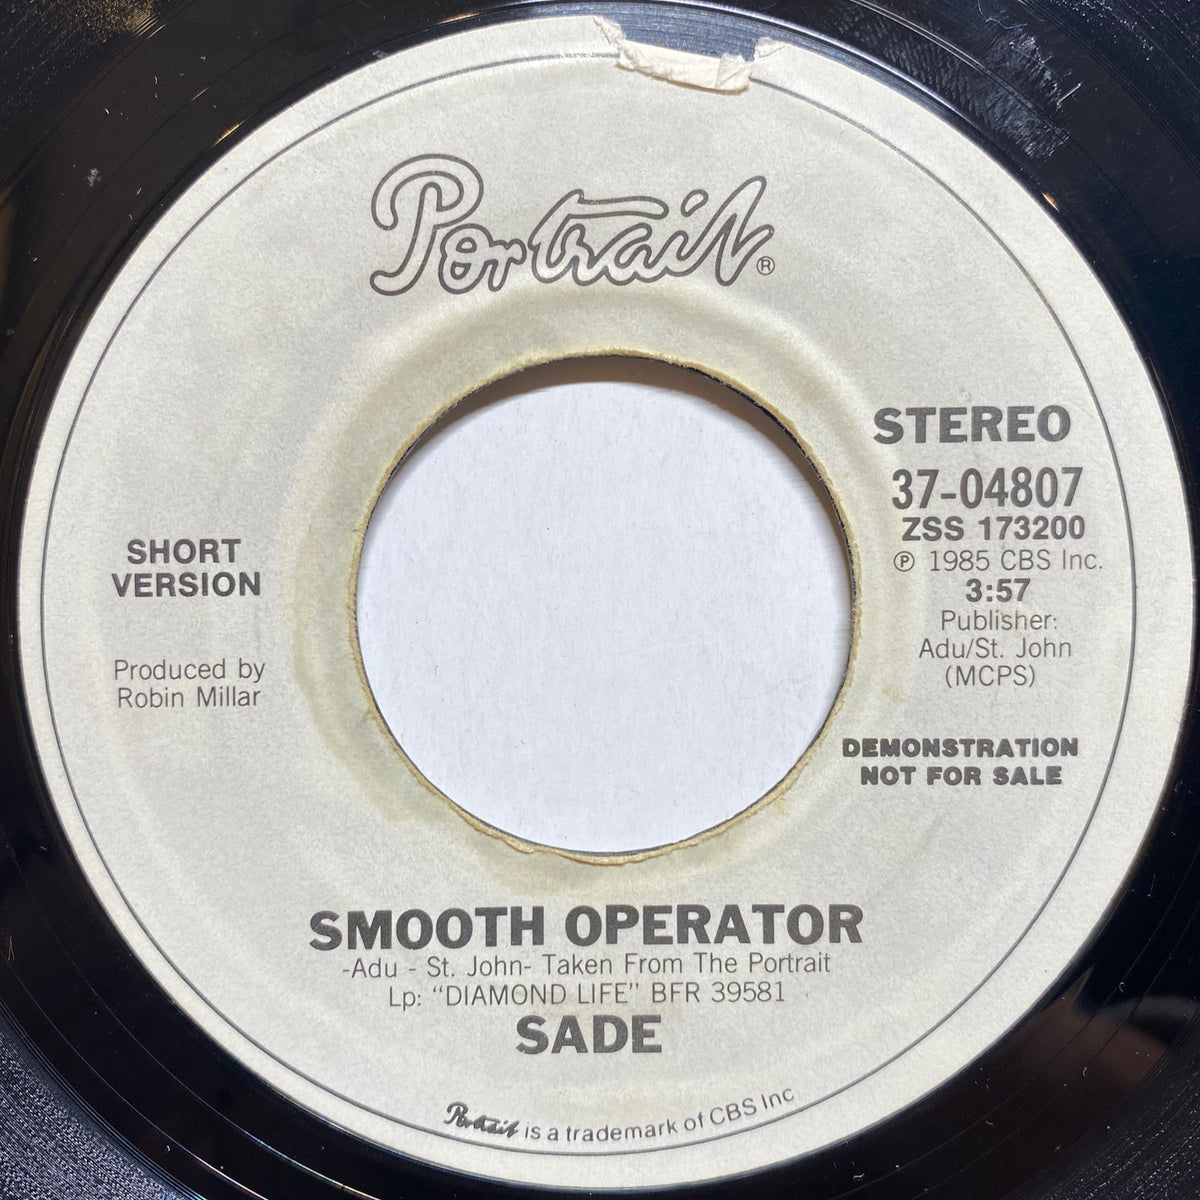 Portrait®
STEREO
37-04807
ZSS 173200
℗ 1985 CBS Inc.
3:57
Publisher:
Adu/St. John
(MCPS)
SHORT
VERSION
Produced by
Robin Millar
DEMONSTRATION
NOT FOR SALE
SMOOTH OPERATOR
-Adu - St. John- Taken From The Portrait
Lp: “DIAMOND LIFE” BFR 39581
SADE
Portrait is a trademark of CBS Inc